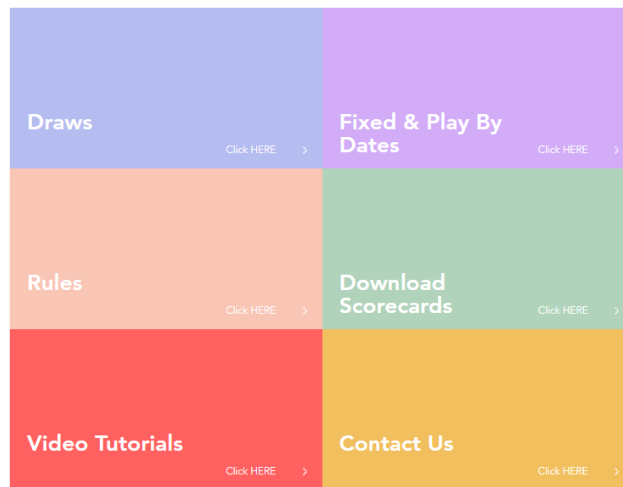 Draws
Click HERE >
Fixed & Play By
Dates
Click HERE >
Rules
Click HERE >
Download
Scorecards
Click HERE >
Video Tutorials
Click HERE >
Contact Us
Click HERE >